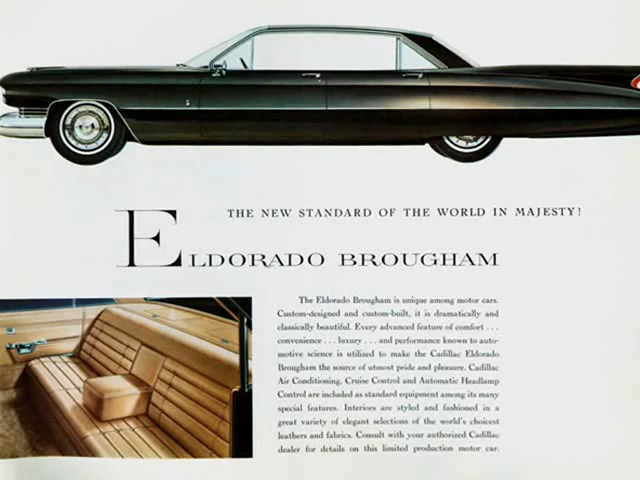 THE NEW STANDARD OF THE WORLD IN MAJESTY!
ELDORADO BROUGHAM
The Eldorado Brougham is unique among motor cars.
Custom-designed and custom-built, it is dramatically and
classically beautiful. Every advanced feature of comfort . . .
convenience . . . luxury . . . and performance known to auto-
motive science is utilized to make the Cadillac Eldorado
Brougham the source of utmost pride and pleasure. Cadillac
Air Conditioning, Cruise Control and Automatic Headlamp
Control are included as standard equipment among its many
special features. Interiors are styled and fashioned in a
great variety of elegant selections of the world's choicest
leathers and fabrics. Consult with your authorized Cadillac
dealer for details on this limited production motor car.